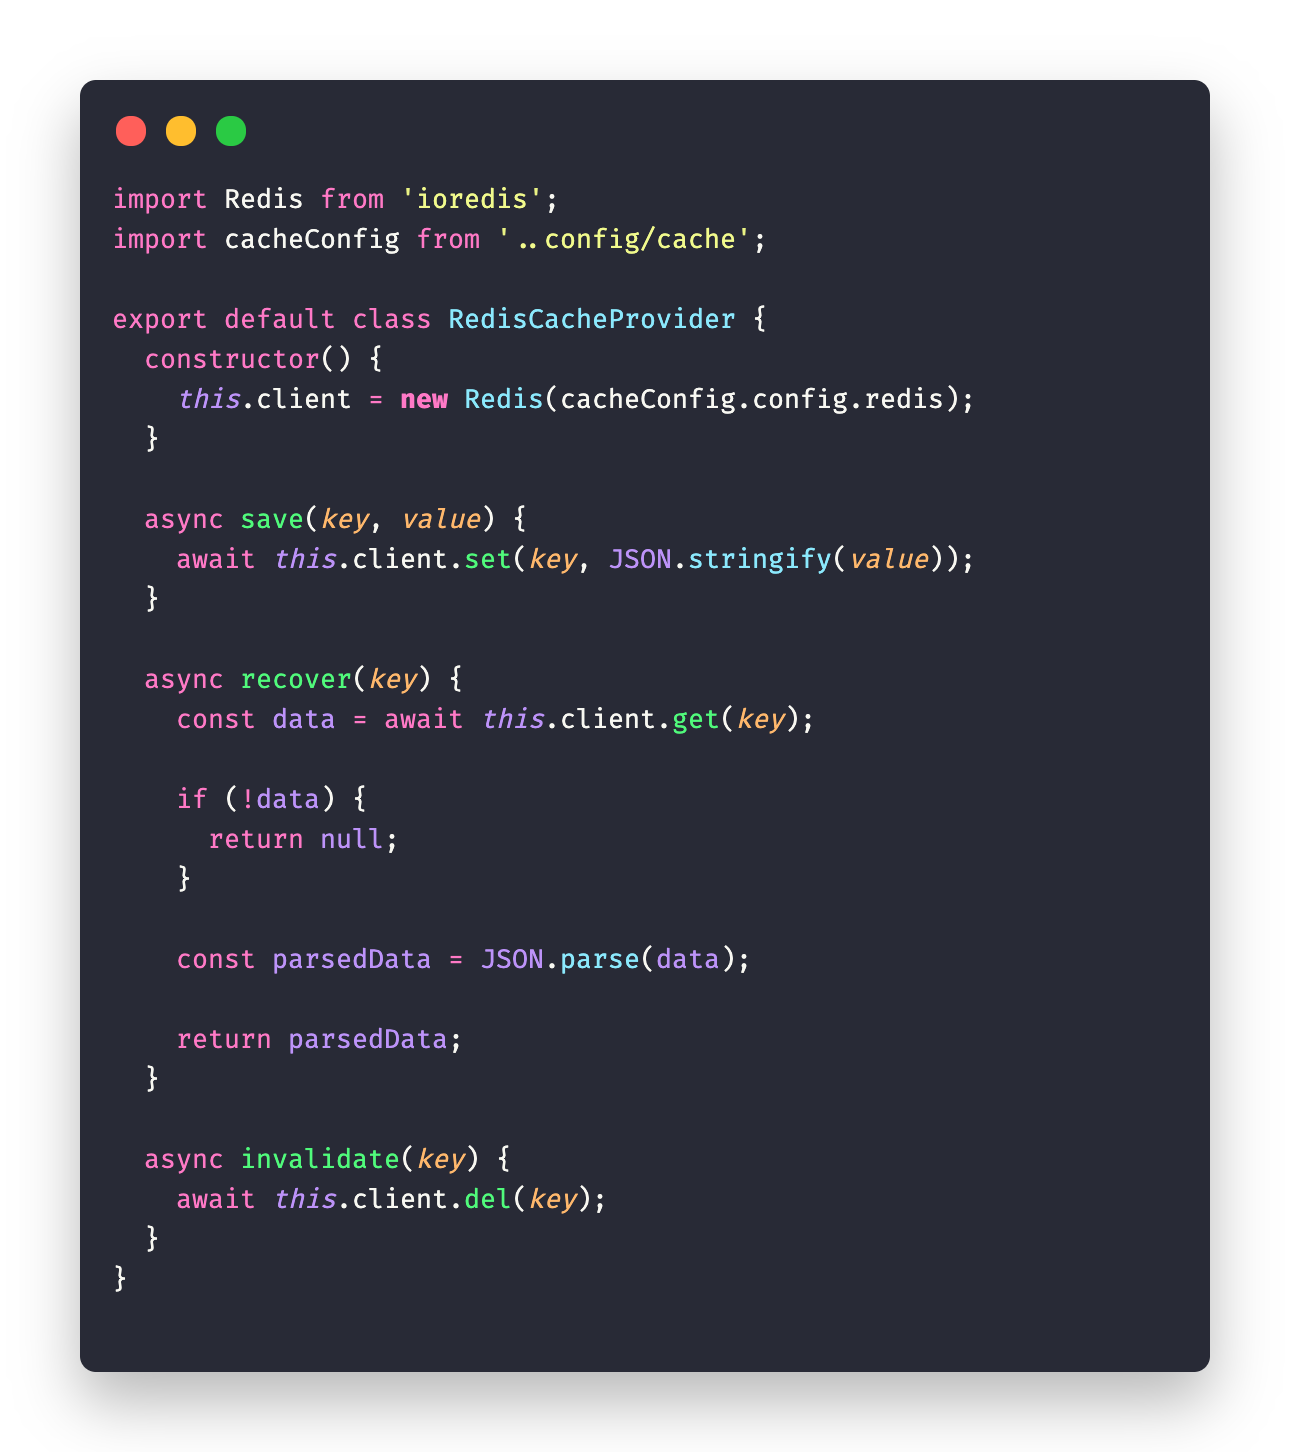 import Redis from 'ioredis';
import cacheConfig from '..config/cache';

export default class RedisCacheProvider {
  constructor() {
    this.client = new Redis(cacheConfig.config.redis);
  }

  async save(key, value) {
    await this.client.set(key, JSON.stringify(value));
  }

  async recover(key) {
    const data = await this.client.get(key);

    if (!data) {
      return null;
    }

    const parsedData = JSON.parse(data);

    return parsedData;
  }

  async invalidate(key) {
    await this.client.del(key);
  }
}